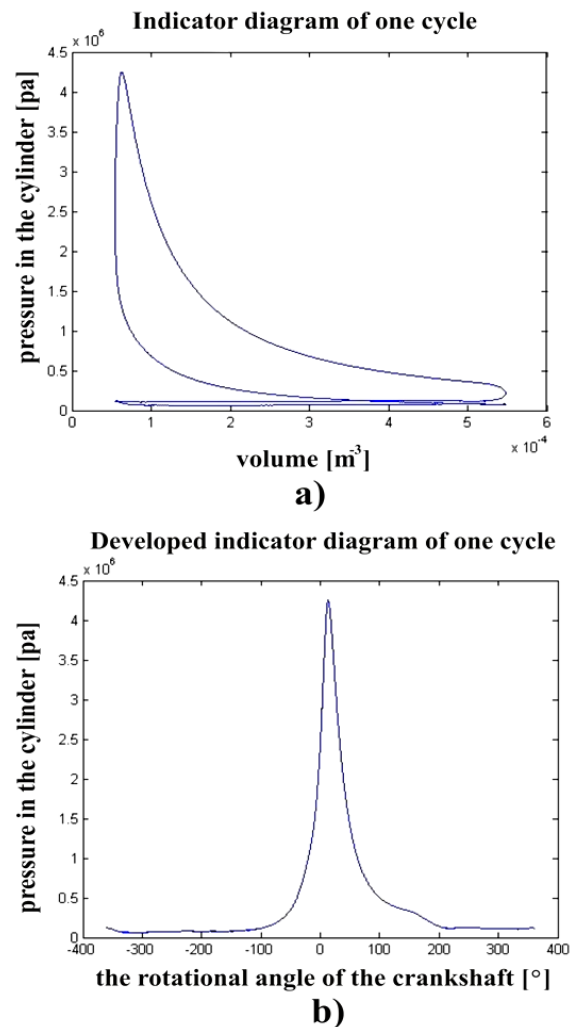 Indicator diagram of one cycle
x 10⁶
4.5
4
3.5
3
2.5
2
1.5
1
0.5
0
pressure in the cylinder [pa]
0 1 2 3 4 5 6
x 10⁻⁴
volume [m⁻³]
a)
Developed indicator diagram of one cycle
x 10⁶
4.5
4
3.5
3
2.5
2
1.5
1
0.5
0
pressure in the cylinder [pa]
-400 -300 -200 -100 0 100 200 300 400
the rotational angle of the crankshaft [°]
b)